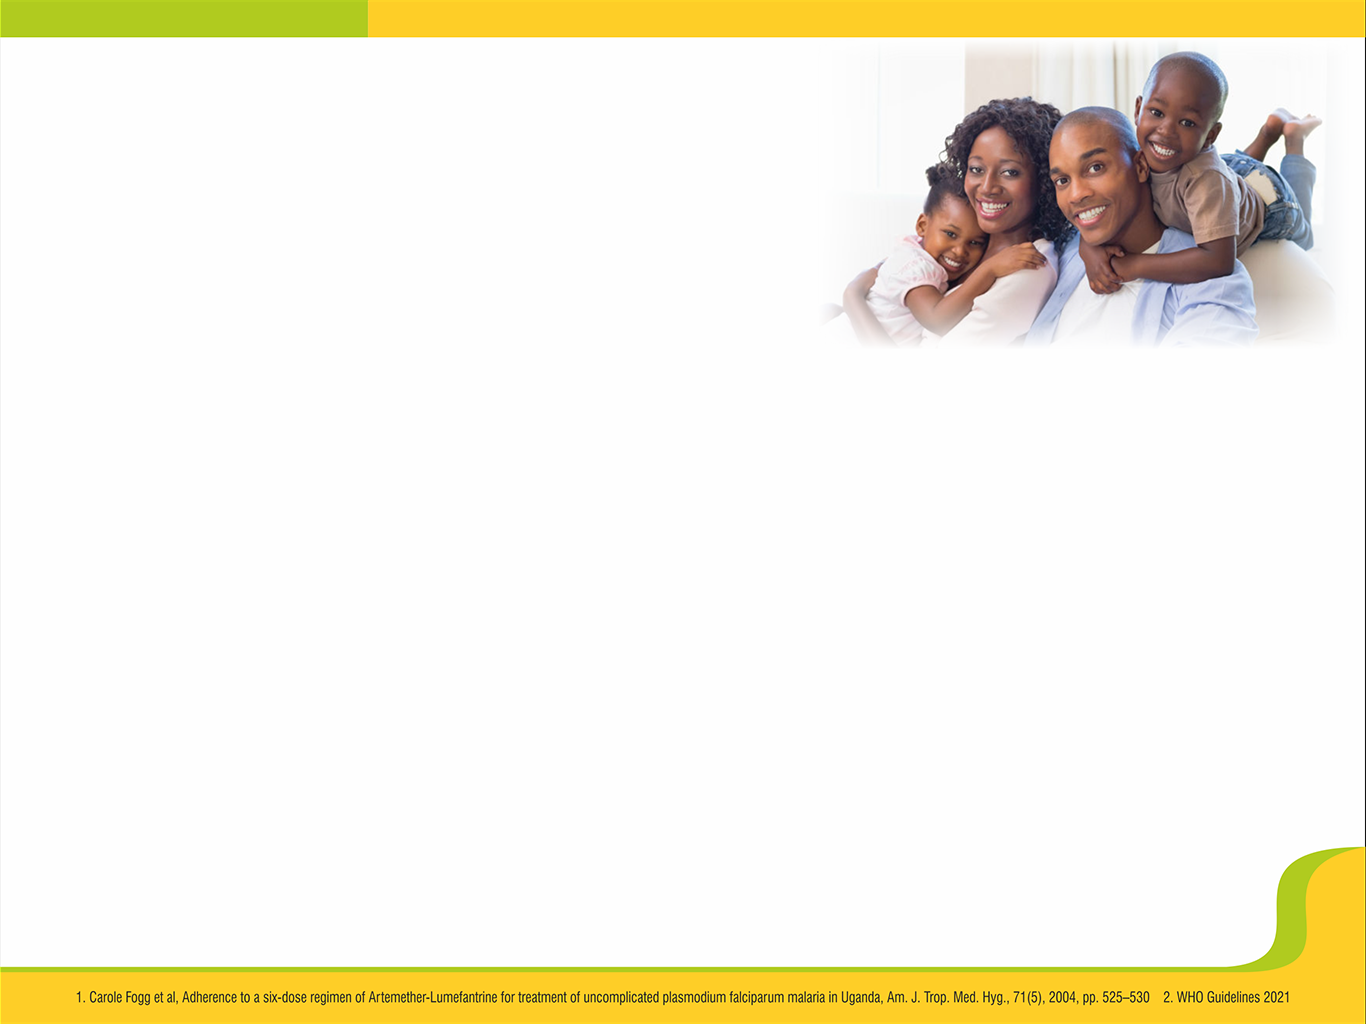 1. Carole Fogg et al, Adherence to a six-dose regimen of Artemether-Lumefantrine for treatment of uncomplicated plasmodium falciparum malaria in Uganda, Am. J. Trop. Med. Hyg., 71(5), 2004, pp. 525–530 2. WHO Guidelines 2021